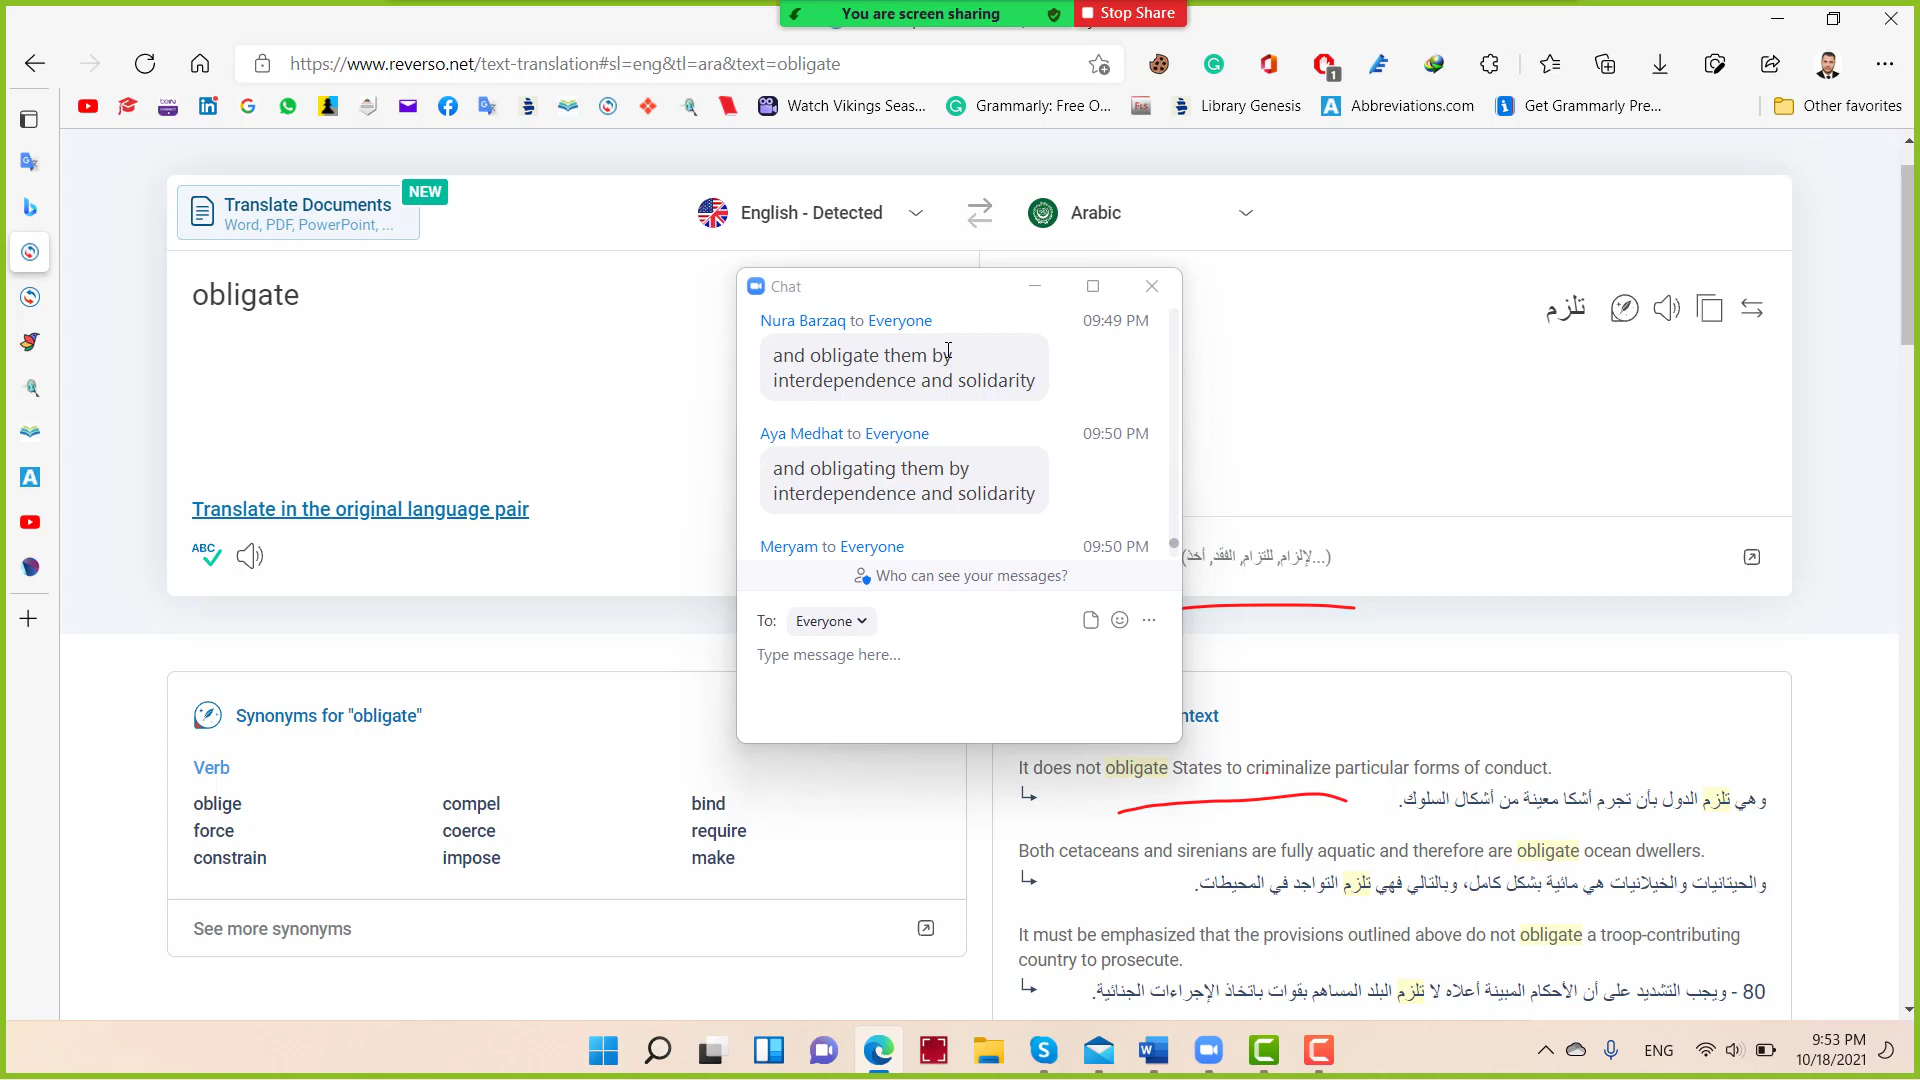 You are screen sharing
Stop Share
https://www.reverso.net/text-translation#sl=eng&tl=ara&text=obligate
1
Watch Vikings Seas...
Grammarly: Free O...
Library Genesis
Abbreviations.com
Get Grammarly Pre...
Other favorites
Translate Documents
NEW
Word, PDF, PowerPoint, ...
English - Detected
Arabic
obligate
تلزم
Translate in the original language pair
ABC
(...لإلزام, للتزام, الفقد, أخذ)
Chat
Nura Barzaq to Everyone 09:49 PM
and obligate them by
interdependence and solidarity
Aya Medhat to Everyone 09:50 PM
and obligating them by
interdependence and solidarity
Meryam to Everyone 09:50 PM
Who can see your messages?
To: Everyone
Type message here...
Synonyms for "obligate"
Verb
oblige compel bind
force coerce require
constrain impose make
See more synonyms
ntext
It does not obligate States to criminalize particular forms of conduct.
وهي تلزم الدول بأن تجرم أشكا معينة من أشكال السلوك.
Both cetaceans and sirenians are fully aquatic and therefore are obligate ocean dwellers.
والحيتانيات والخيلانيات هي مائية بشكل كامل، وبالتالي فهي تلزم التواجد في المحيطات.
It must be emphasized that the provisions outlined above do not obligate a troop-contributing
country to prosecute.
80 - ويجب التشديد على أن الأحكام المبينة أعلاه لا تلزم البلد المساهم بقوات باتخاذ الإجراءات الجنائية.
ENG
9:53 PM
10/18/2021